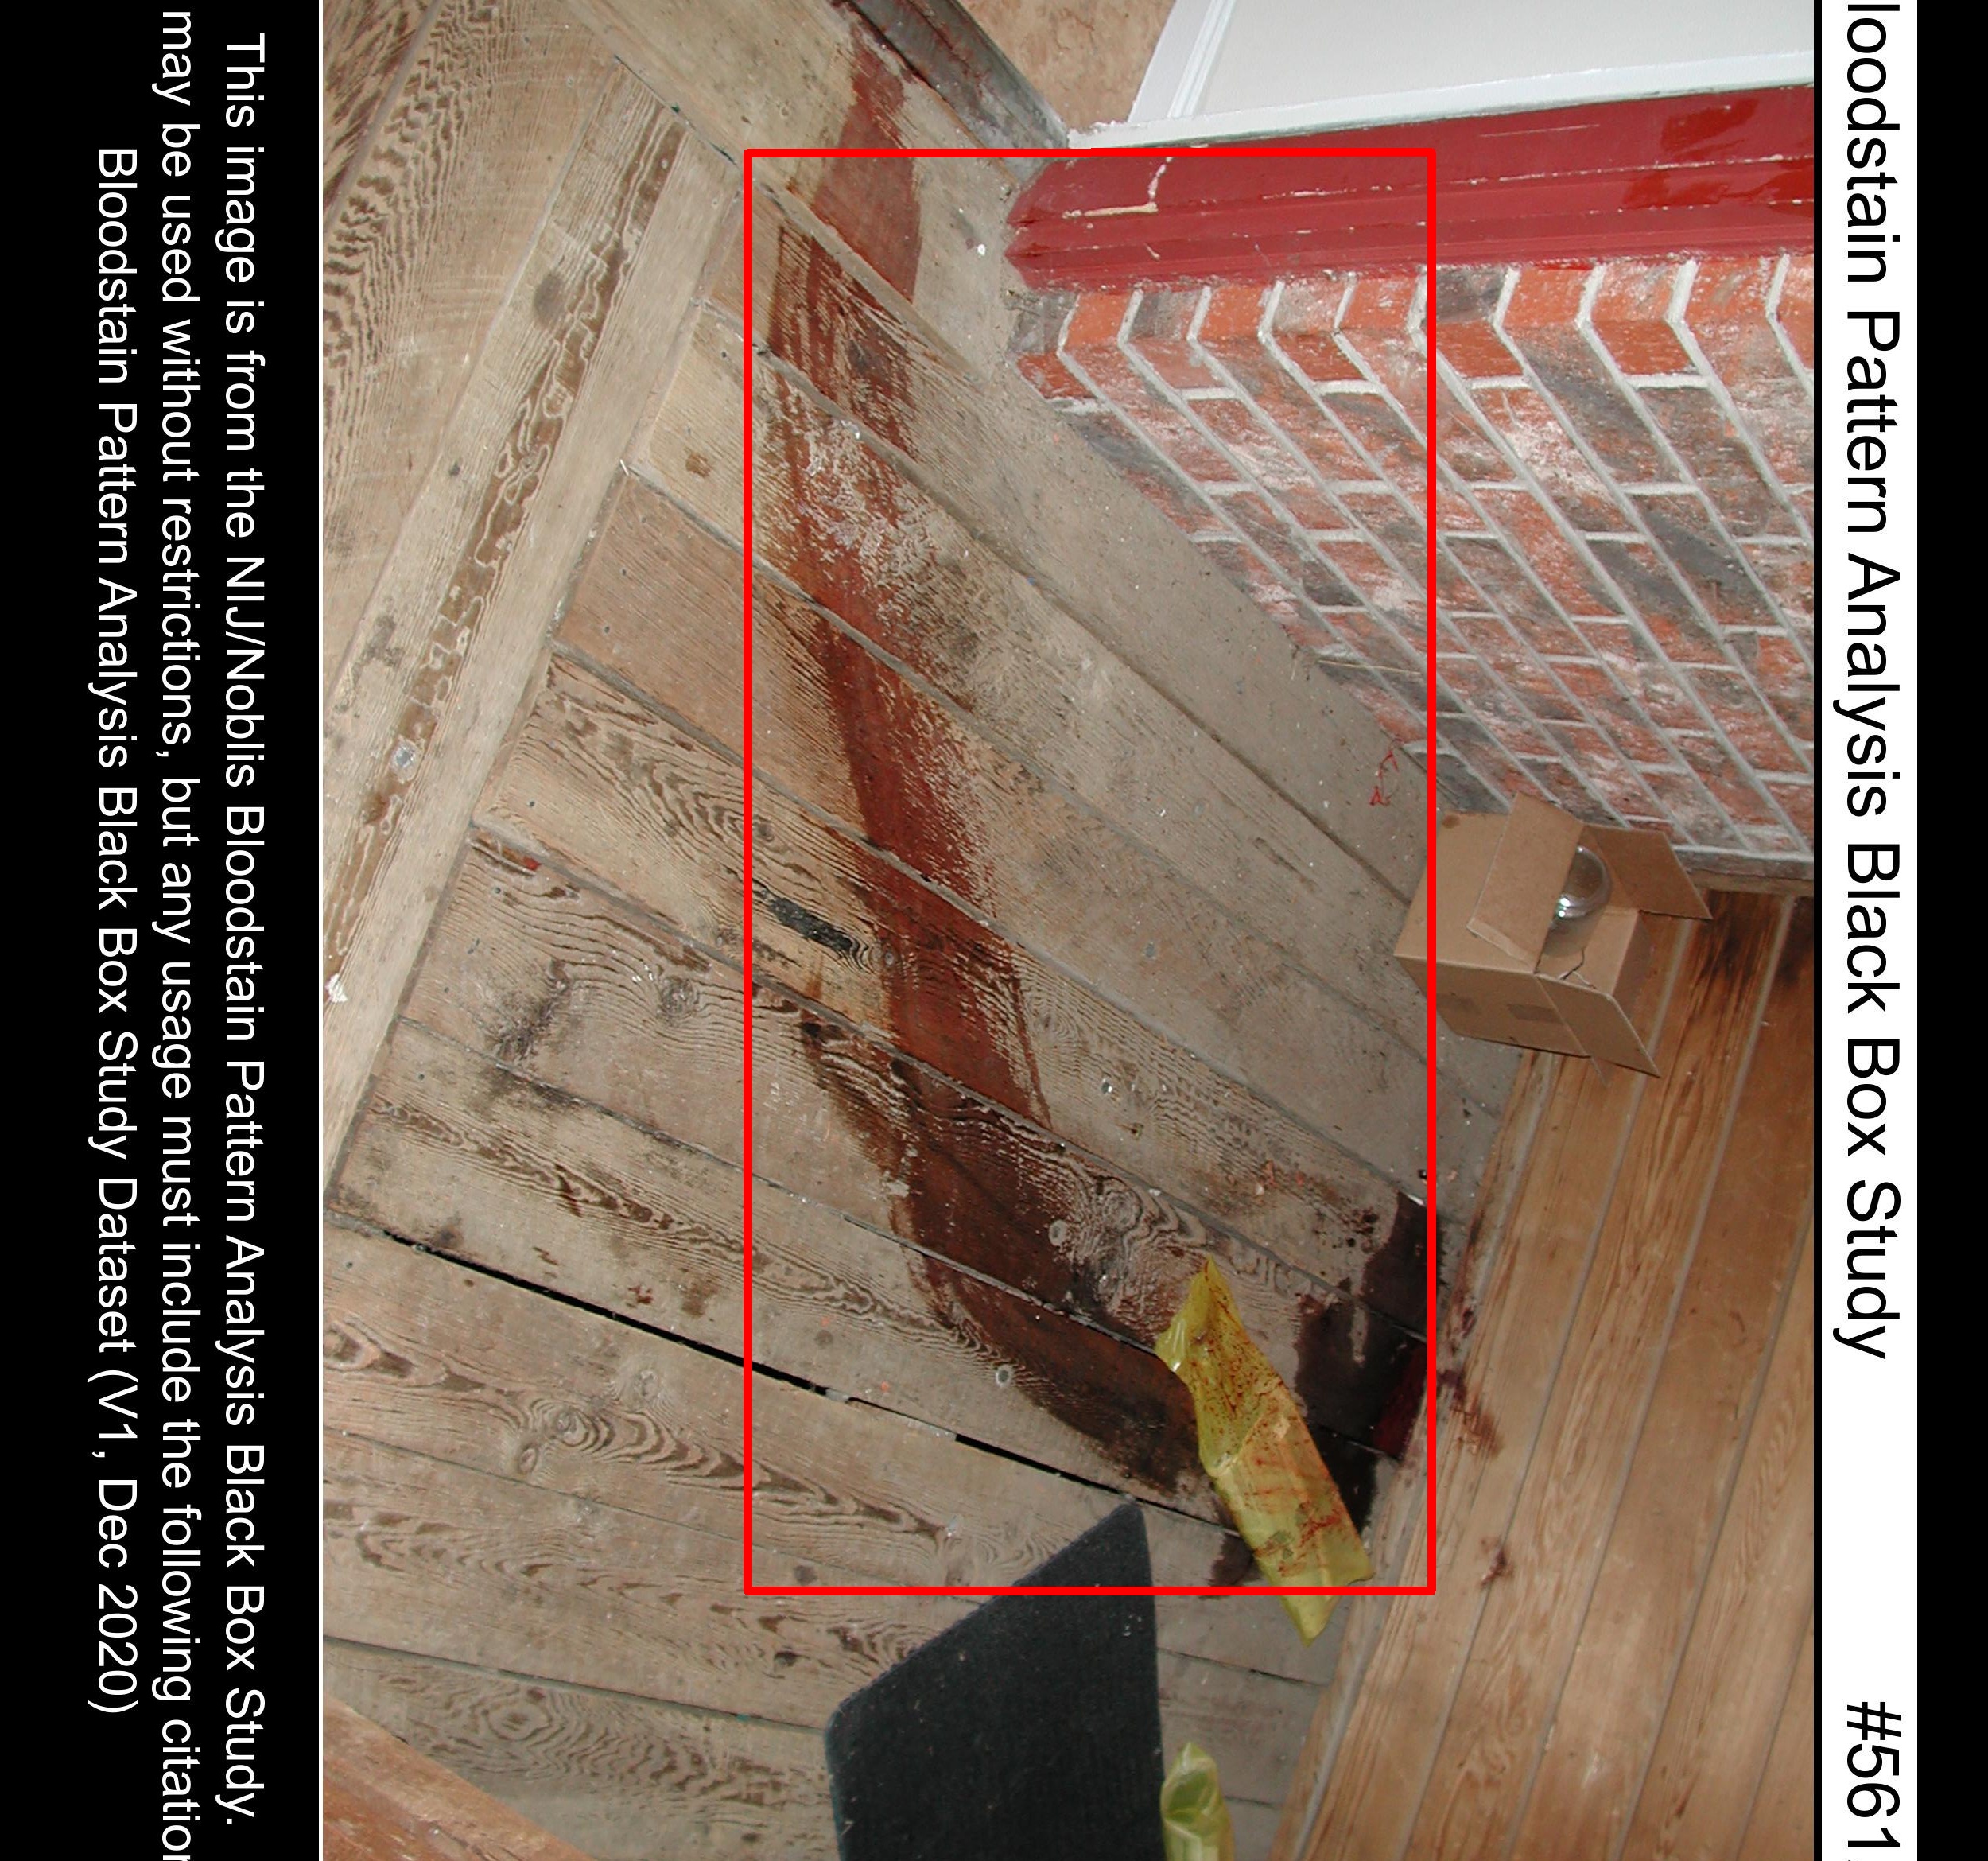 loodstain Pattern Analysis Black Box Study #561
This image is from the NIJ/Noblis Bloodstain Pattern Analysis Black Box Study.
may be used without restrictions, but any usage must include the following citation
Bloodstain Pattern Analysis Black Box Study Dataset (V1, Dec 2020)